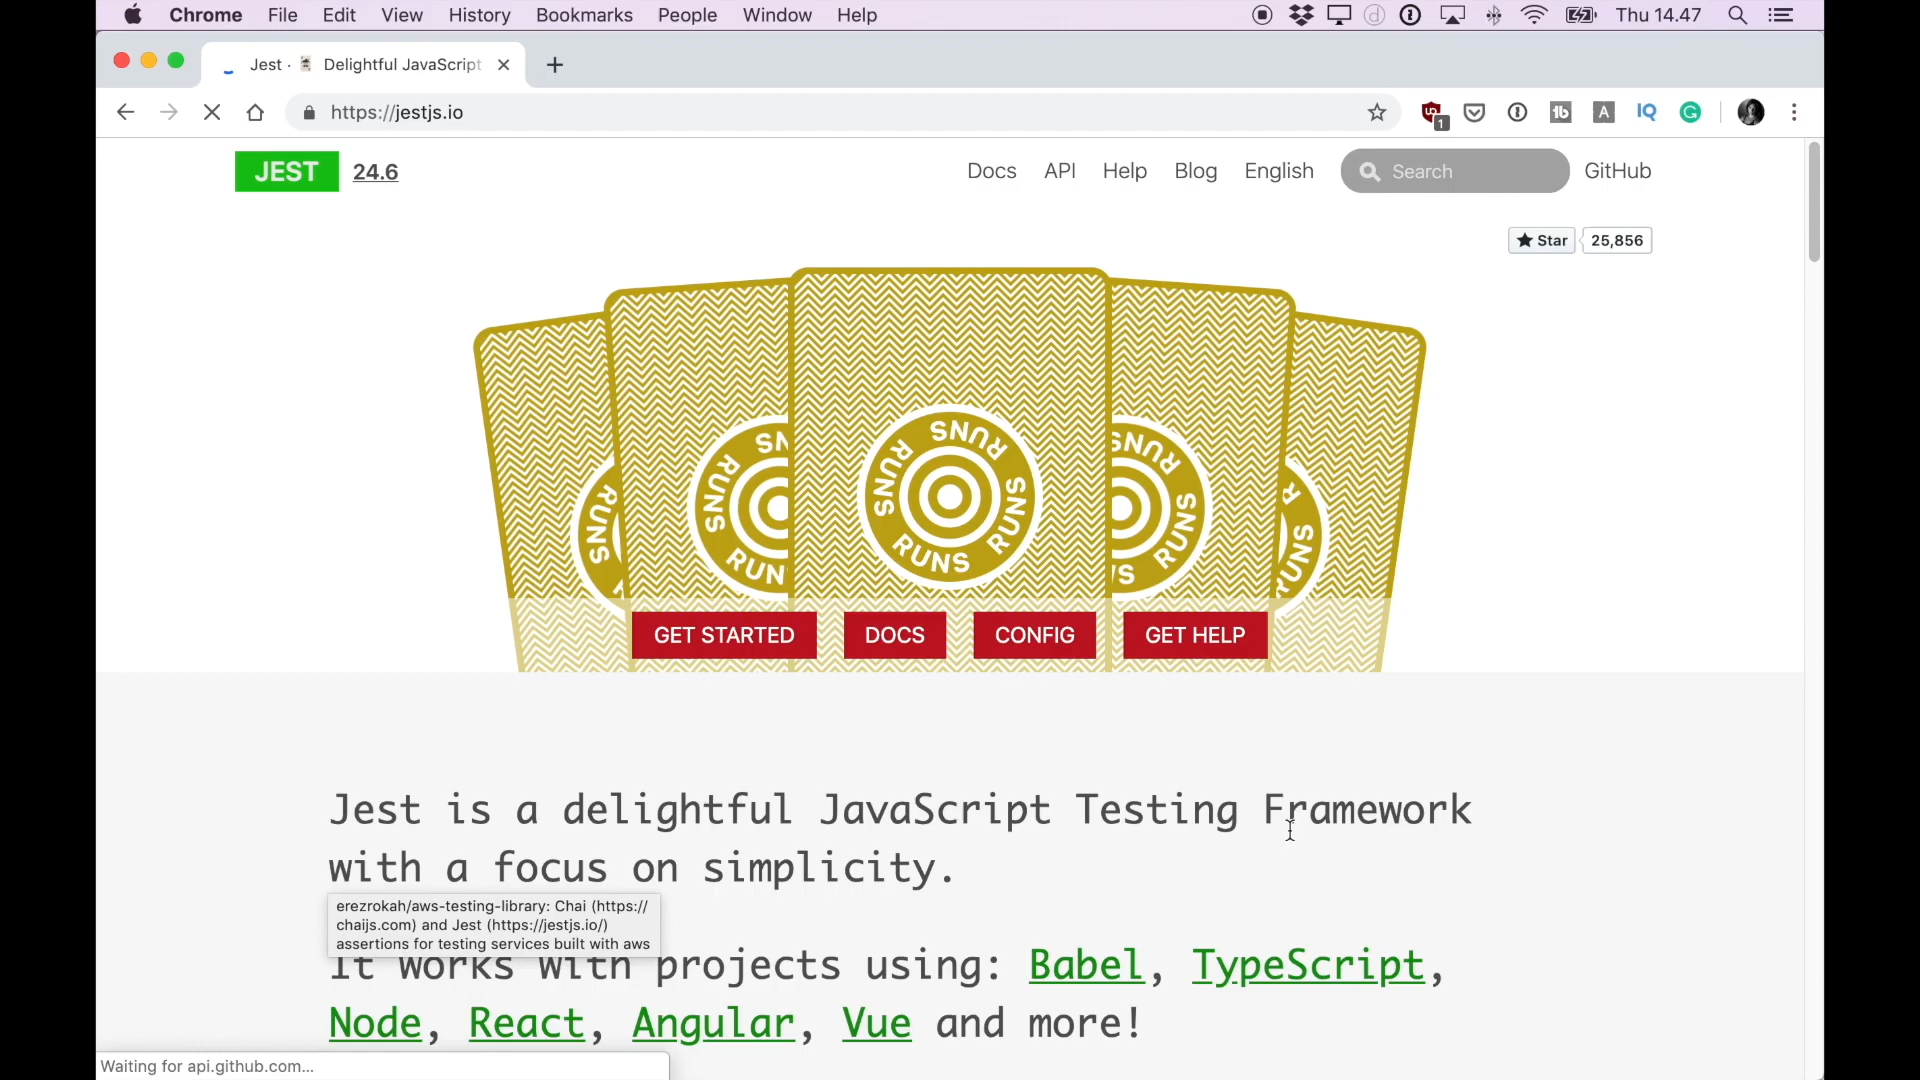 Chrome File Edit View History Bookmarks People Window Help Thu 14.47
Jest · Delightful JavaScript
https://jestjs.io
1
JEST 24.6 Docs API Help Blog English Search GitHub
Star 25,856
RUNS RUNS RUNS RUNS
GET STARTED DOCS CONFIG GET HELP
Jest is a delightful JavaScript Testing Framework
with a focus on simplicity.
erezrokah/aws-testing-library: Chai (https://
chaijs.com) and Jest (https://jestjs.io/)
assertions for testing services built with aws
It works with projects using: Babel, TypeScript,
Node, React, Angular, Vue and more!
Waiting for api.github.com...